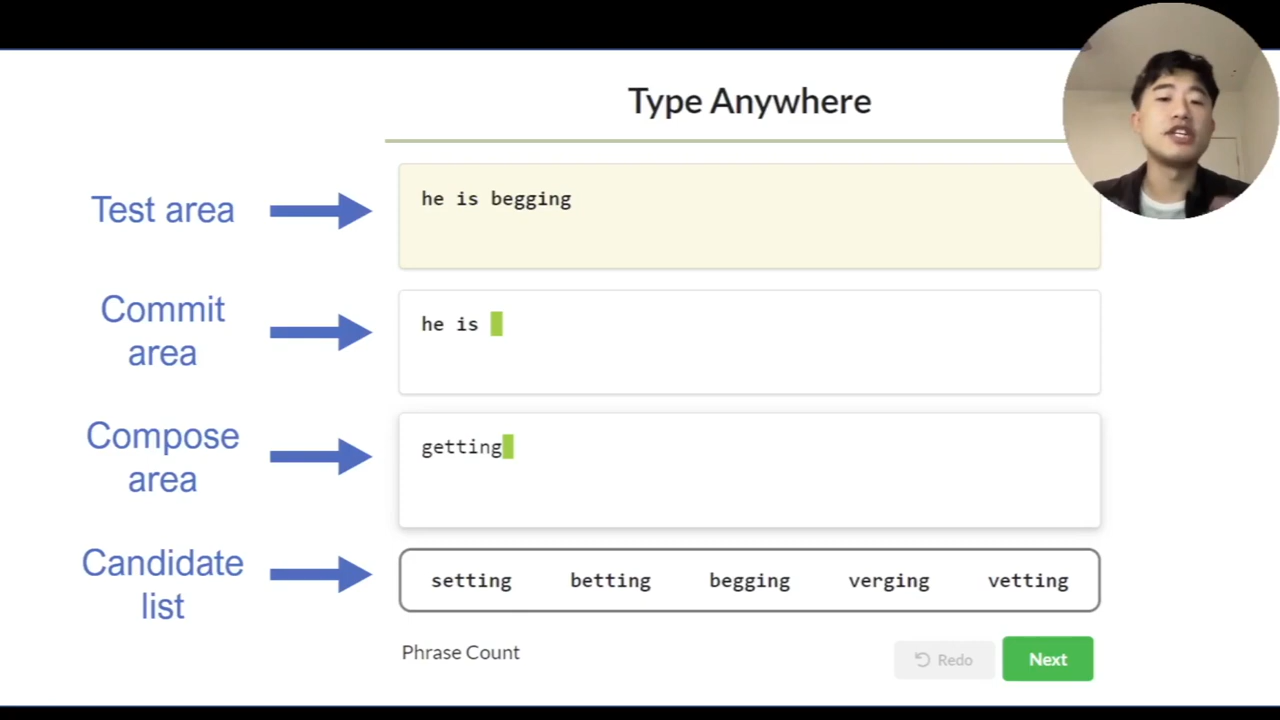 Type Anywhere
Test area
he is begging
Commit
area
he is
Compose
area
getting
Candidate
list
setting betting begging verging vetting
Phrase Count
Redo
Next